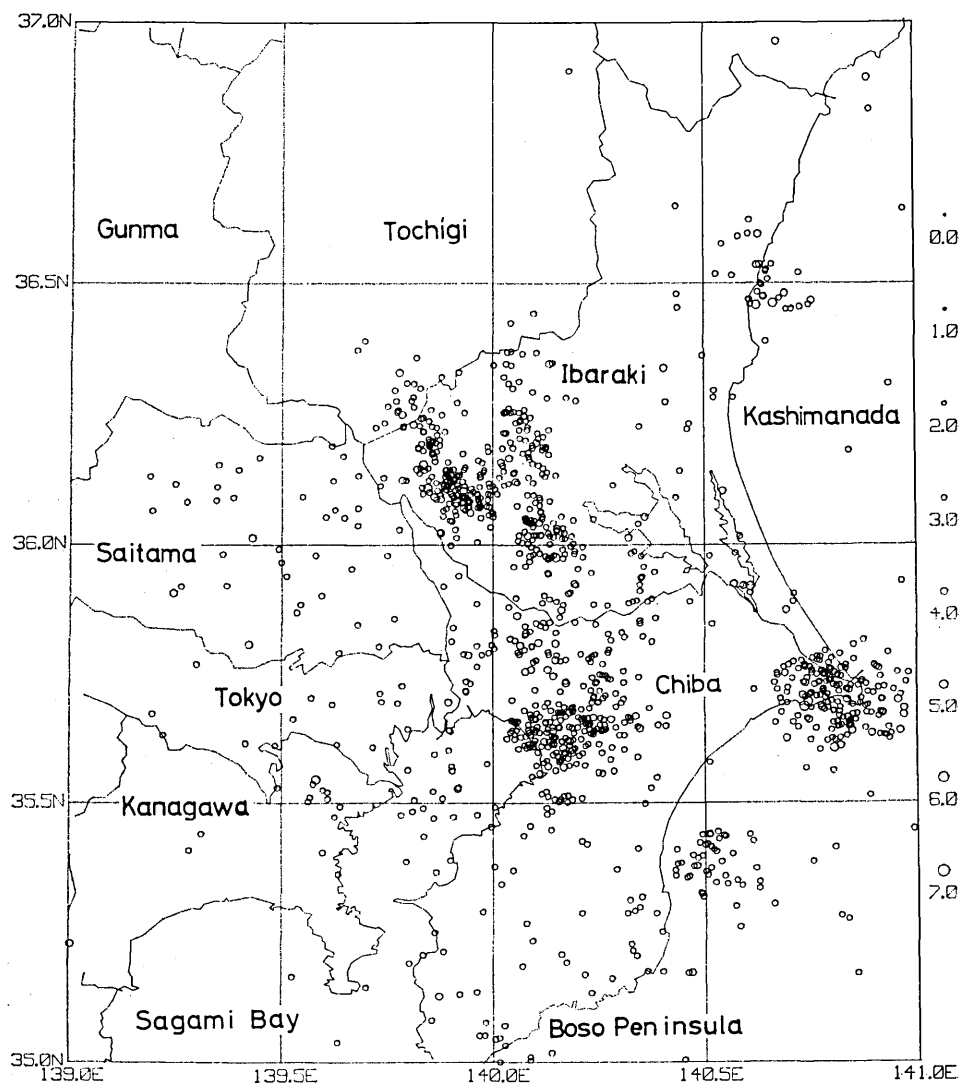 37.0N
Gunma
Tochigi
0.0
36.5N
1.0
Ibaraki
Kashimanada
2.0
3.0
36.0N
Saitama
4.0
Tokyo
Chiba
5.0
35.5N
Kanagawa
6.0
7.0
Sagami Bay
Boso Peninsula
35.0N
139.0E
139.5E
140.0E
140.5E
141.0E